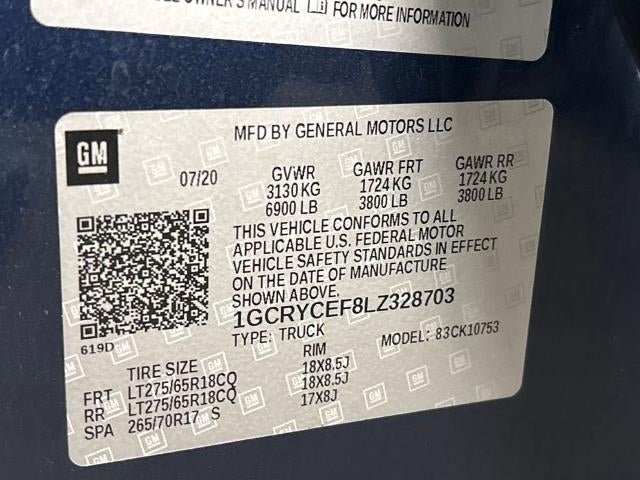 OWNER'S MANUAL i FOR MORE INFORMATION
GM
MFD BY GENERAL MOTORS LLC
07/20
GVWR GAWR FRT GAWR RR
3130 KG 1724 KG 1724 KG
6900 LB 3800 LB 3800 LB
THIS VEHICLE CONFORMS TO ALL
APPLICABLE U.S. FEDERAL MOTOR
VEHICLE SAFETY STANDARDS IN EFFECT
ON THE DATE OF MANUFACTURE
SHOWN ABOVE.
1GCRYCEF8LZ328703
619D
TYPE: TRUCK MODEL: 83CK10753
TIRE SIZE RIM
FRT LT275/65R18CQ 18X8.5J
RR LT275/65R18CQ 18X8.5J
SPA 265/70R17 S 17X8J